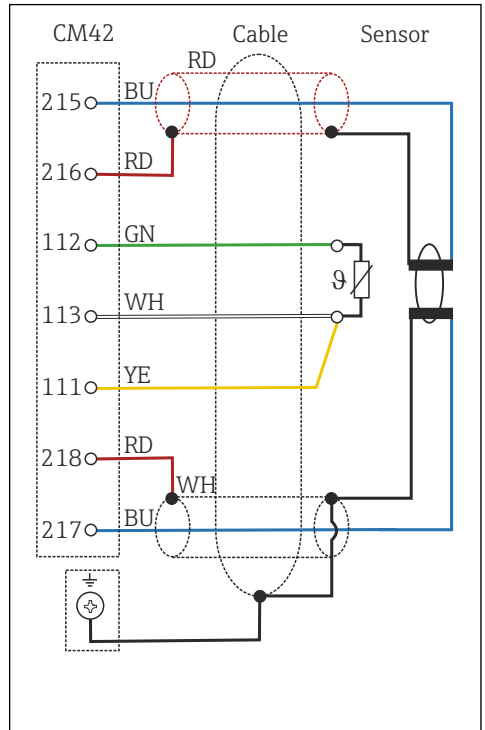 CM42 Cable Sensor
RD
215 BU
216 RD
112 GN
ϑ
113 WH
111 YE
218 RD
WH
217 BU